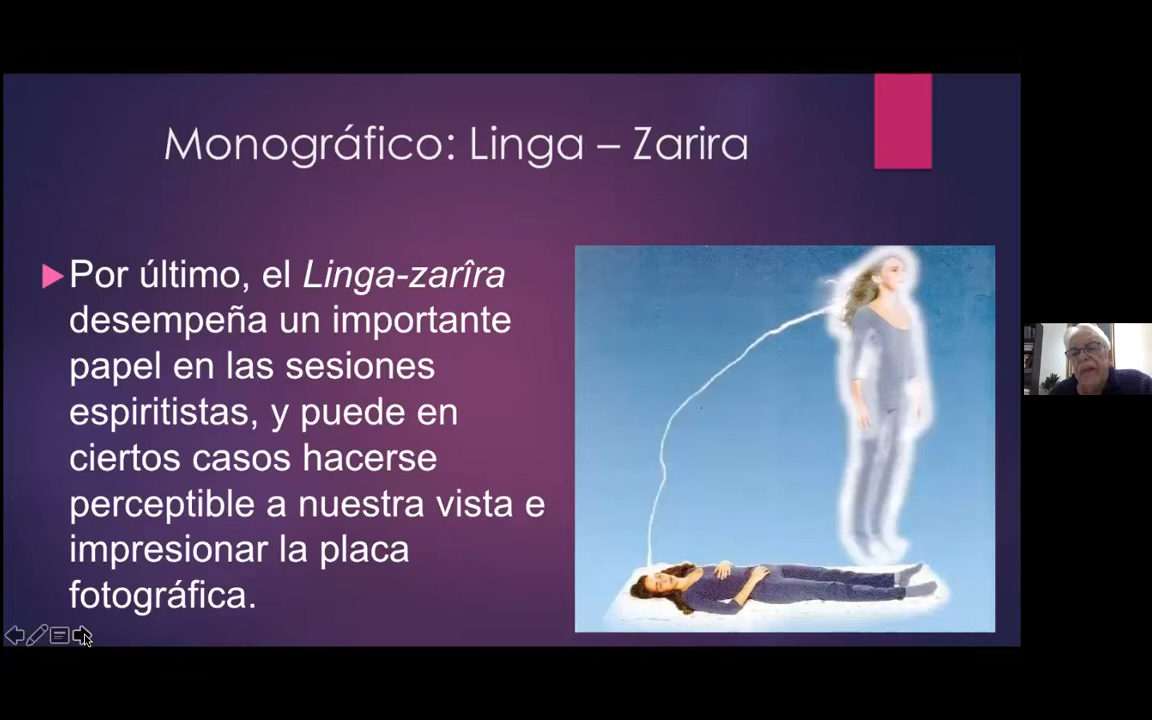 Monográfico: Linga – Zarira
Por último, el Linga-zarîra
desempeña un importante
papel en las sesiones
espiritistas, y puede en
ciertos casos hacerse
perceptible a nuestra vista e
impresionar la placa
fotográfica.